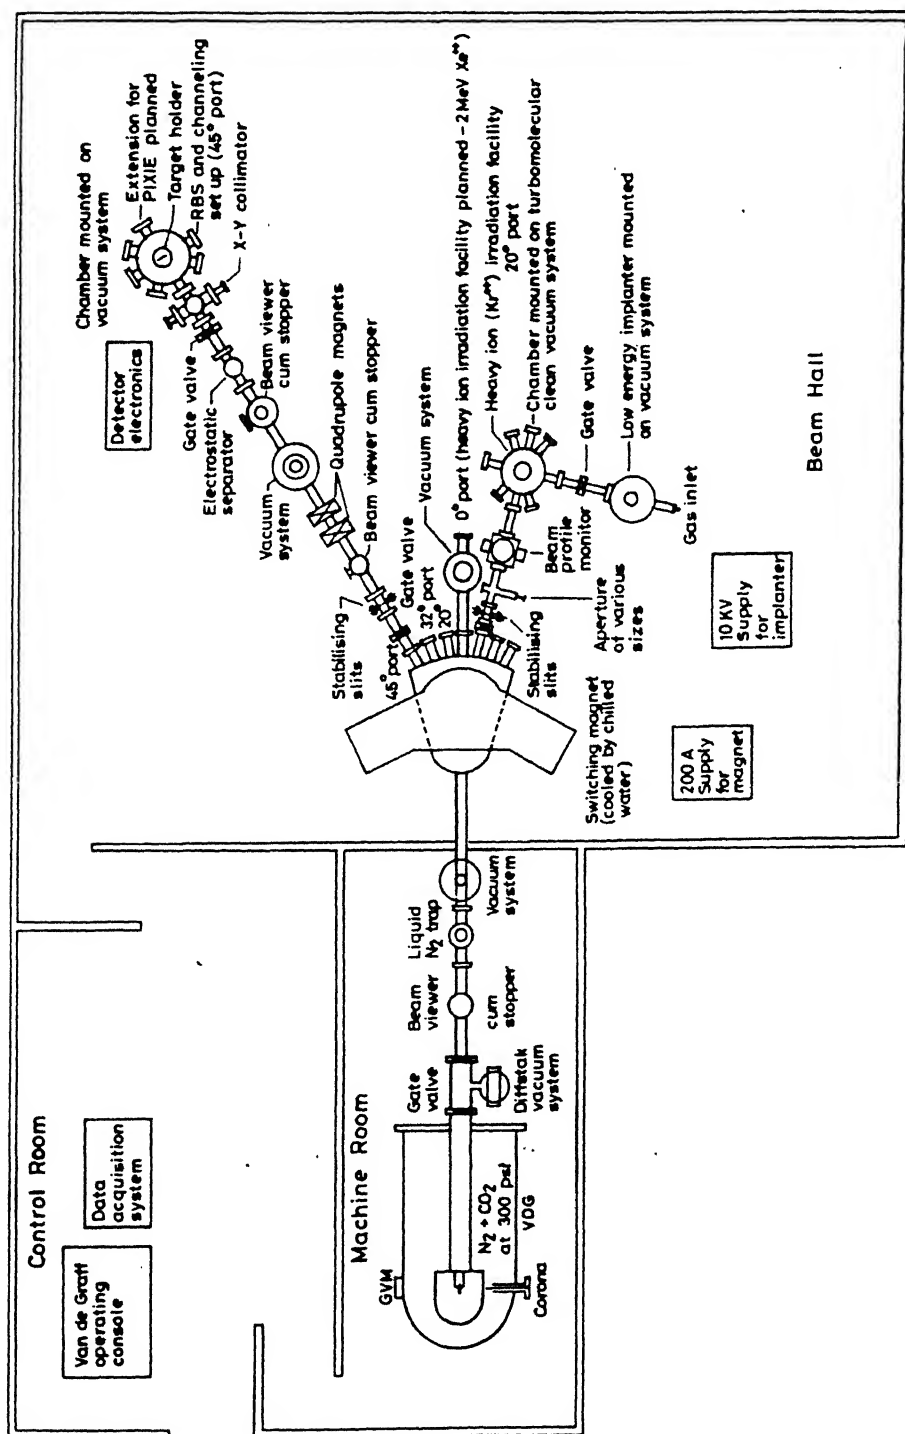 Control Room
Van de Graff
operating
console
Data
acquisition
system
Machine Room
GVM
Corona
N2 + CO2
at 300 psi
VDG
Gate
valve
Diffstak
vacuum
system
Beam
viewer
cum
stopper
Liquid
N2 trap
Vacuum
system
Switching magnet
(cooled by chilled
water)
200 A
Supply
for
magnet
10 KV
Supply
for
implanter
Beam Hall
Stabilising
slits
45° port
32°
port
20°
Gate valve
Beam viewer cum stopper
Quadrupole magnets
Vacuum
system
Beam viewer
cum stopper
Electrostatic
separator
Gate valve
Detector
electronics
Chamber mounted on
vacuum system
Extension for
PIXIE planned
Target holder
RBS and channeling
set up (45° port)
X-Y collimator
Vacuum system
0° port (heavy ion irradiation facility planned - 2 MeV Xe++)
Heavy ion (Kr++) irradiation facility
20° port
Chamber mounted on turbomolecular
clean vacuum system
Stabilising
slits
Aperture
of various
sizes
Beam profile
monitor
Gate valve
Low energy implanter mounted
on vacuum system
Gas inlet